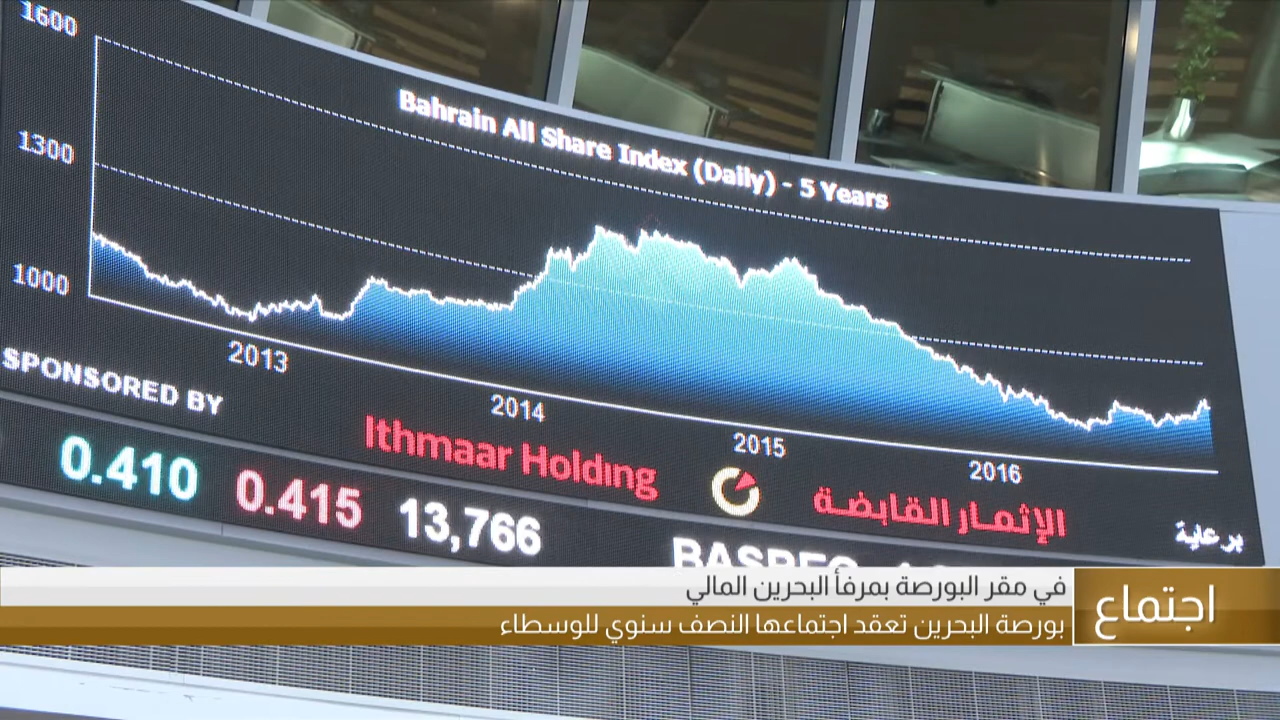 1600
1300
1000
Bahrain All Share Index (Daily) - 5 Years
2013
2014
2015
2016
SPONSORED BY
Ithmaar Holding
الإثمار القابضة
برعاية
0.410 0.415 13,766
اجتماع
في مقر البورصة بمرفأ البحرين المالي
بورصة البحرين تعقد اجتماعها النصف سنوي للوسطاء